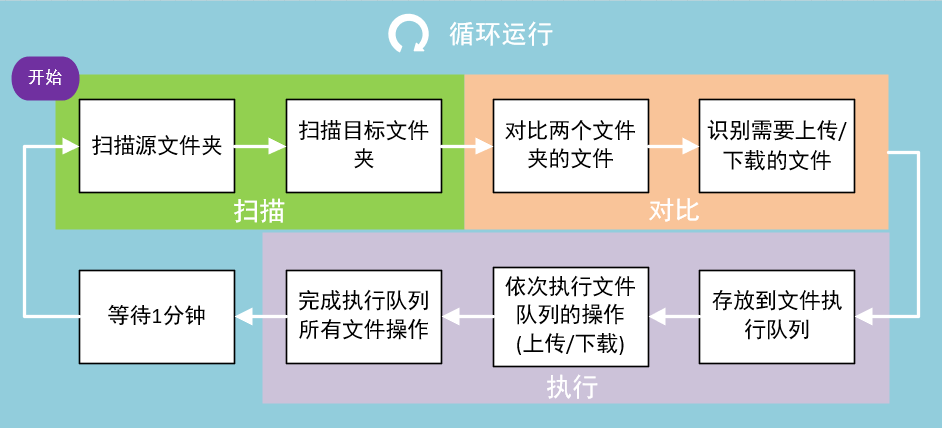 循环运行
开始
扫描源文件夹
扫描目标文件
夹
对比两个文件
夹的文件
识别需要上传/
下载的文件
扫描
对比
等待1分钟
完成执行队列
所有文件操作
依次执行文件
队列的操作
(上传/下载)
存放到文件执
行队列
执行